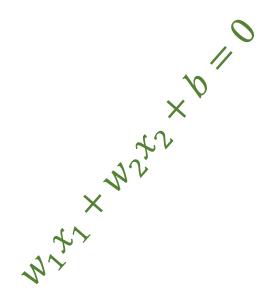 w₁x₁ + w₂x₂ + b = 0